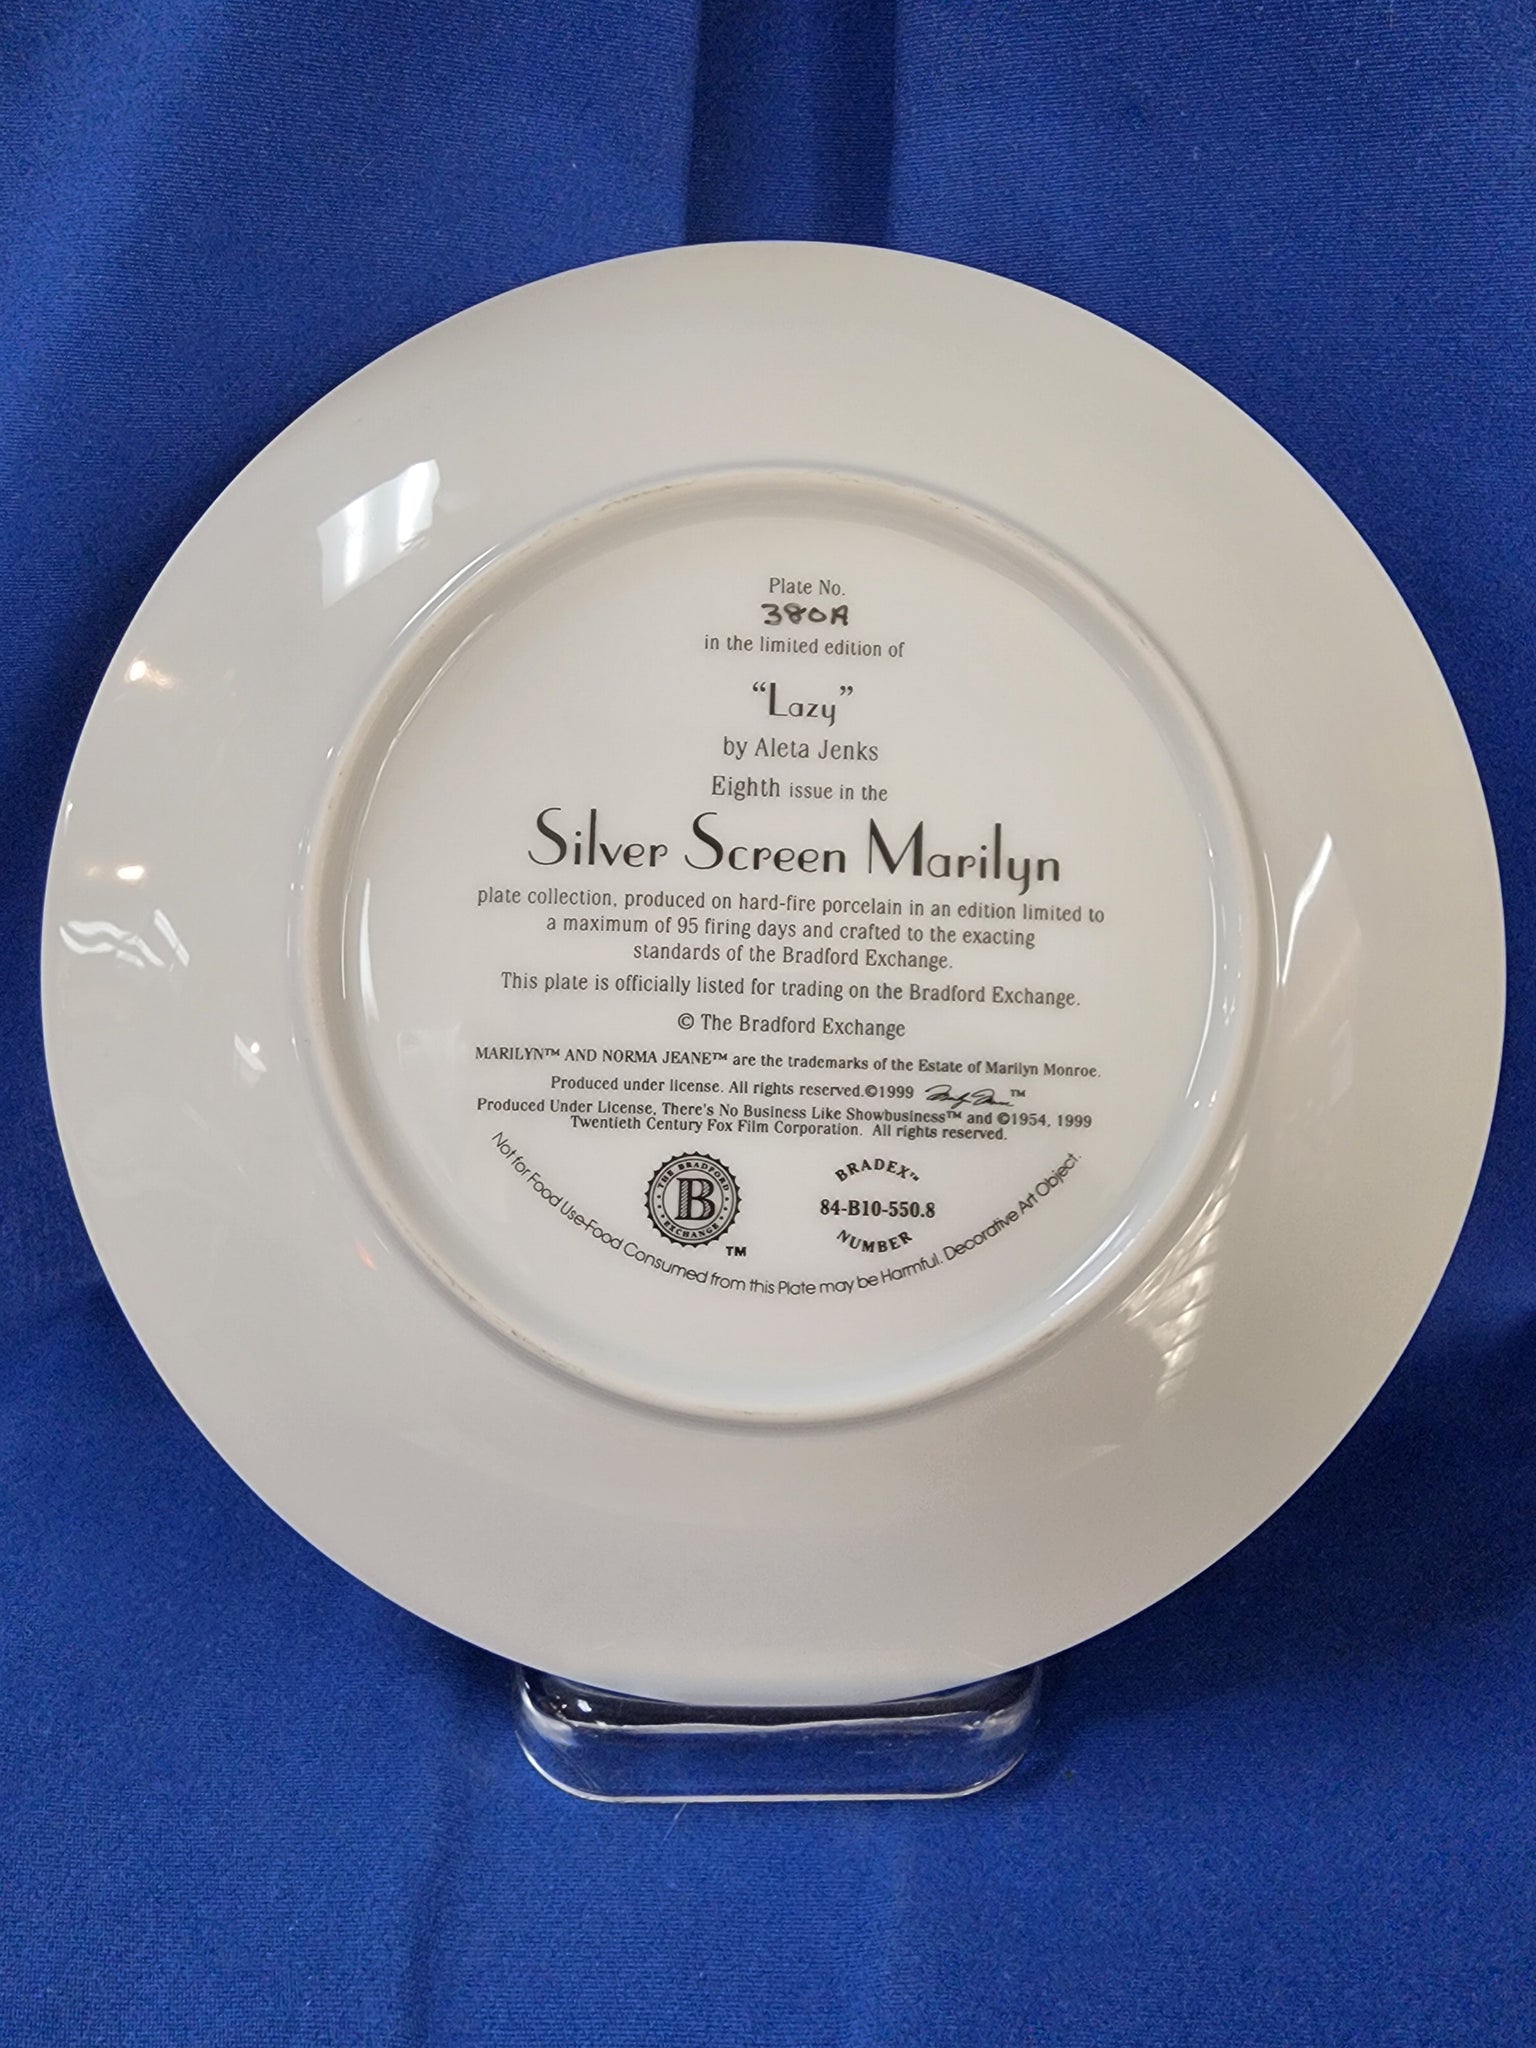 Plate No.
380A
in the limited edition of
“Lazy”
by Aleta Jenks
Eighth issue in the
Silver Screen Marilyn
plate collection, produced on hard-fire porcelain in an edition limited to
a maximum of 95 firing days and crafted to the exacting
standards of the Bradford Exchange.
This plate is officially listed for trading on the Bradford Exchange.
© The Bradford Exchange
MARILYN™ AND NORMA JEANE™ are the trademarks of the Estate of Marilyn Monroe.
Produced under license. All rights reserved.©1999 Marilyn Monroe™
Produced Under License, There's No Business Like Showbusiness™ and ©1954, 1999
Twentieth Century Fox Film Corporation. All rights reserved.
THE BRADFORD
B
EXCHANGE
™
BRADEX™
84-B10-550.8
NUMBER
Not for Food Use-Food Consumed from this Plate may be Harmful. Decorative Art Object.